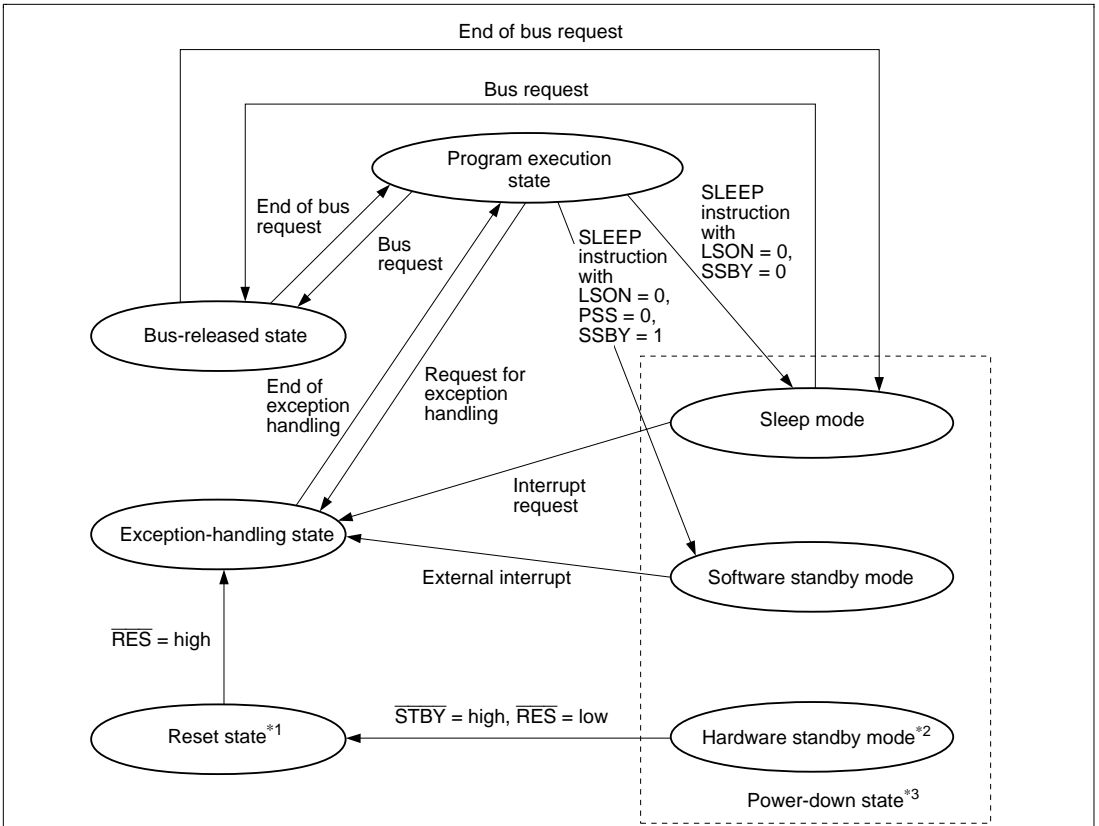 End of bus request
Bus request
Program execution
state
End of bus
request
Bus
request
SLEEP
instruction
with
LSON = 0,
PSS = 0,
SSBY = 1
SLEEP
instruction
with
LSON = 0,
SSBY = 0
Bus-released state
End of
exception
handling
Request for
exception
handling
Sleep mode
Interrupt
request
Exception-handling state
External interrupt
Software standby mode
R̅E̅S̅ = high
S̅T̅B̅Y̅ = high, R̅E̅S̅ = low
Reset state*1
Hardware standby mode*2
Power-down state*3